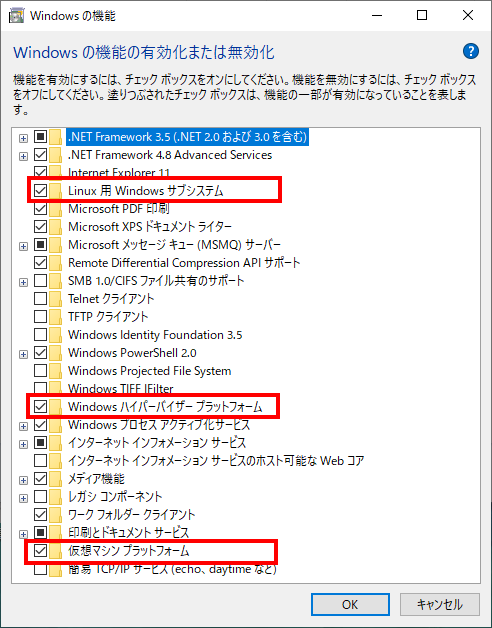 Windows の機能
Windows の機能の有効化または無効化
機能を有効にするには、チェック ボックスをオンにしてください。機能を無効にするには、チェック ボックス
をオフにしてください。塗りつぶされたチェック ボックスは、機能の一部が有効になっていることを表しま
す。
.NET Framework 3.5 (.NET 2.0 および 3.0 を含む)
.NET Framework 4.8 Advanced Services
Internet Explorer 11
Linux 用 Windows サブシステム
Microsoft PDF 印刷
Microsoft XPS ドキュメント ライター
Microsoft メッセージ キュー (MSMQ) サーバー
Remote Differential Compression API サポート
SMB 1.0/CIFS ファイル共有のサポート
Telnet クライアント
TFTP クライアント
Windows Identity Foundation 3.5
Windows PowerShell 2.0
Windows Projected File System
Windows TIFF IFilter
Windows ハイパーバイザー プラットフォーム
Windows プロセス アクティブ化サービス
インターネット インフォメーション サービス
インターネット インフォメーション サービスのホスト可能な Web コア
メディア機能
レガシ コンポーネント
ワーク フォルダー クライアント
印刷とドキュメント サービス
仮想マシン プラットフォーム
簡易 TCP/IP サービス (echo、daytime など)
OK
キャンセル